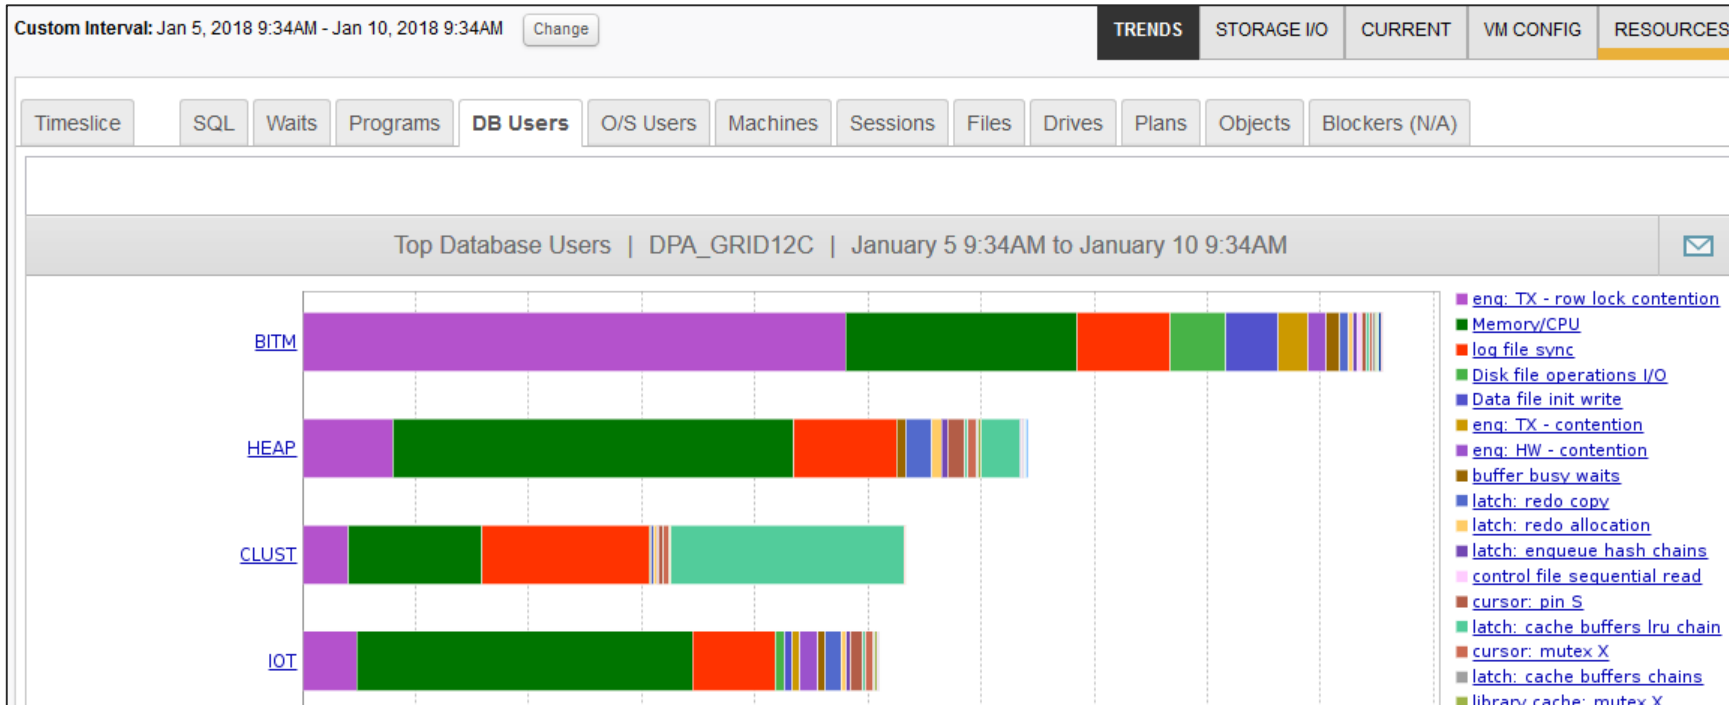 Custom Interval: Jan 5, 2018 9:34AM - Jan 10, 2018 9:34AM Change TRENDS STORAGE I/O CURRENT VM CONFIG RESOURCES
Timeslice SQL Waits Programs DB Users O/S Users Machines Sessions Files Drives Plans Objects Blockers (N/A)
Top Database Users | DPA_GRID12C | January 5 9:34AM to January 10 9:34AM
BITM
HEAP
CLUST
IOT
enq: TX - row lock contention
Memory/CPU
log file sync
Disk file operations I/O
Data file init write
enq: TX - contention
enq: HW - contention
buffer busy waits
latch: redo copy
latch: redo allocation
latch: enqueue hash chains
control file sequential read
cursor: pin S
latch: cache buffers lru chain
cursor: mutex X
latch: cache buffers chains
library cache: mutex X